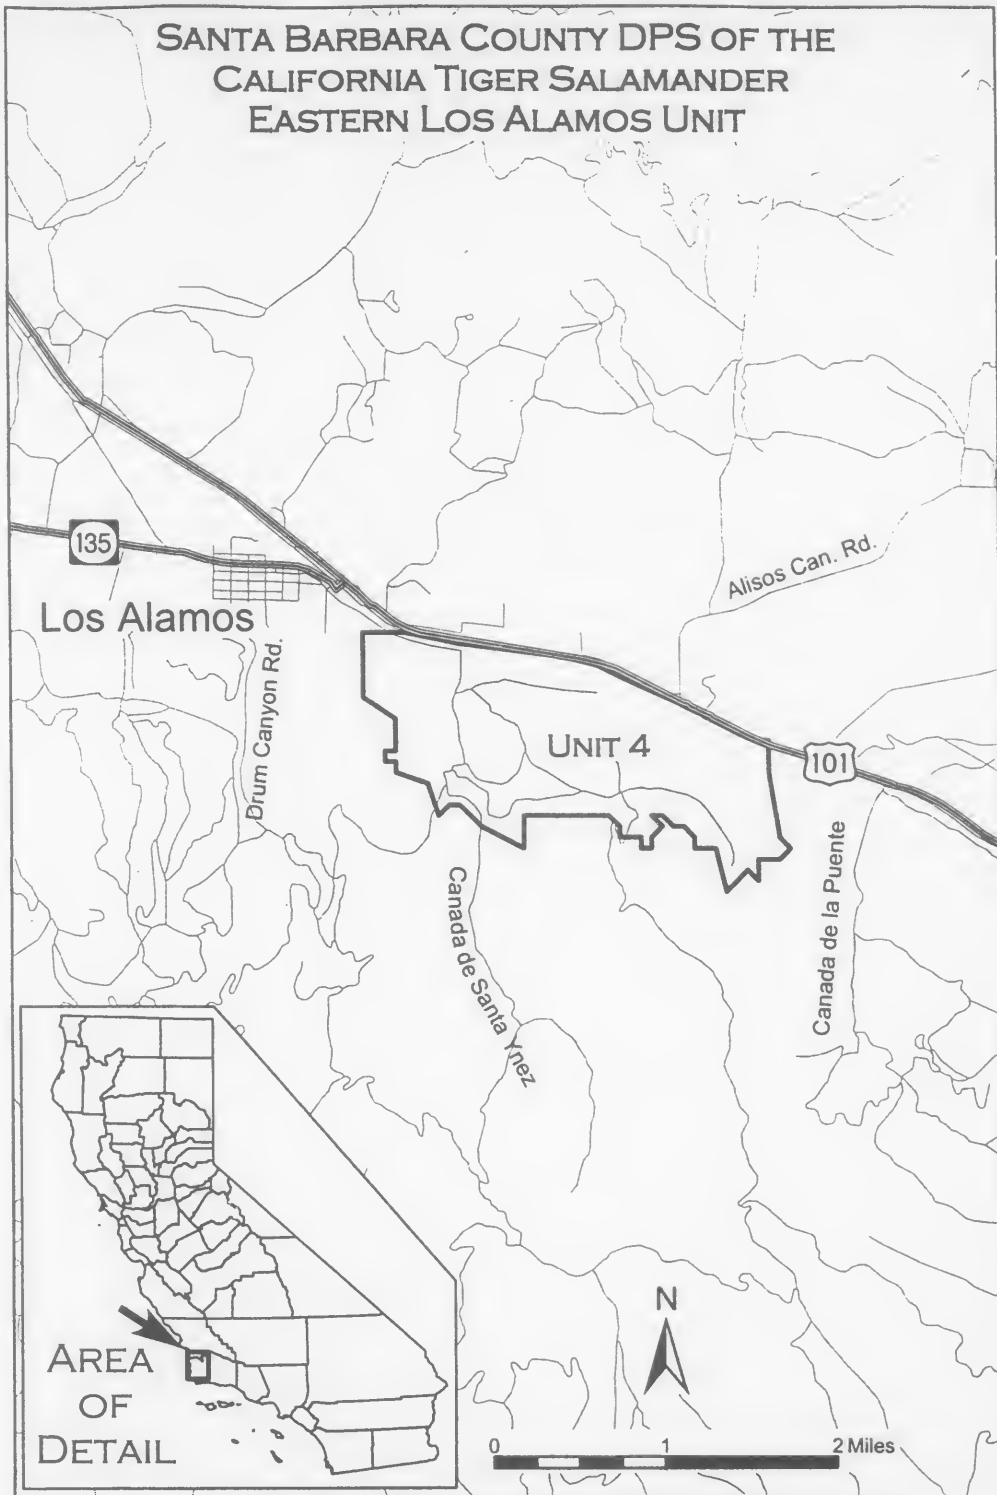 SANTA BARBARA COUNTY DPS OF THE
CALIFORNIA TIGER SALAMANDER
EASTERN LOS ALAMOS UNIT
135
Los Alamos
Alisos Can. Rd.
Drum Canyon Rd.
UNIT 4
101
Canada de Santa Ynez
Canada de la Puente
AREA
OF
DETAIL
N
0 1 2 Miles